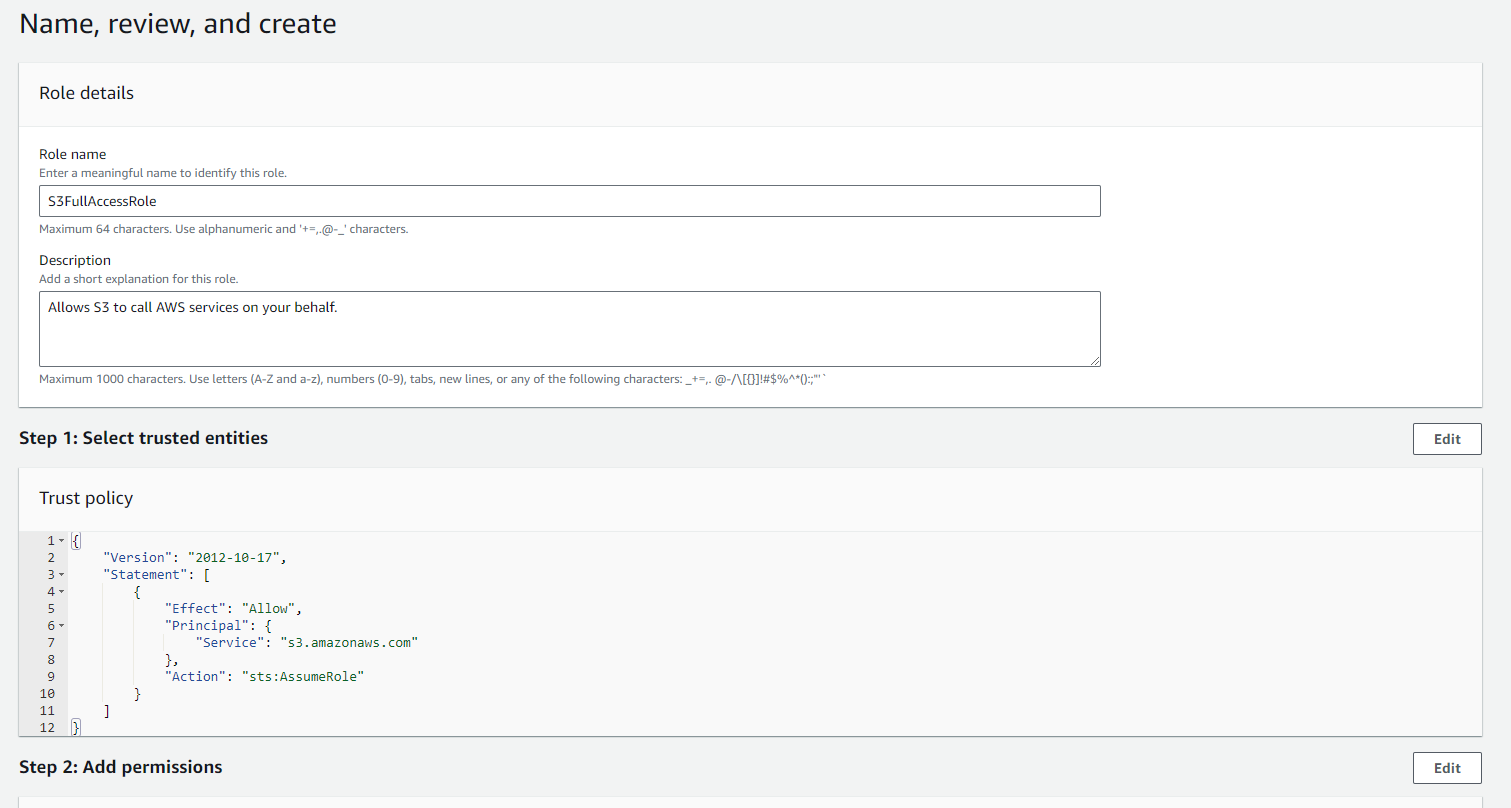 Name, review, and create
Role details
Role name
Enter a meaningful name to identify this role.
S3FullAccessRole
Maximum 64 characters. Use alphanumeric and '+=,.@-_' characters.
Description
Add a short explanation for this role.
Allows S3 to call AWS services on your behalf.
Maximum 1000 characters. Use letters (A-Z and a-z), numbers (0-9), tabs, new lines, or any of the following characters: _+=,. @-/\[{}]!#$%^*():;"'`
Step 1: Select trusted entities
Edit
Trust policy
1 {
2 "Version": "2012-10-17",
3 "Statement": [
4 {
5 "Effect": "Allow",
6 "Principal": {
7 "Service": "s3.amazonaws.com"
8 },
9 "Action": "sts:AssumeRole"
10 }
11 ]
12 }
Step 2: Add permissions
Edit